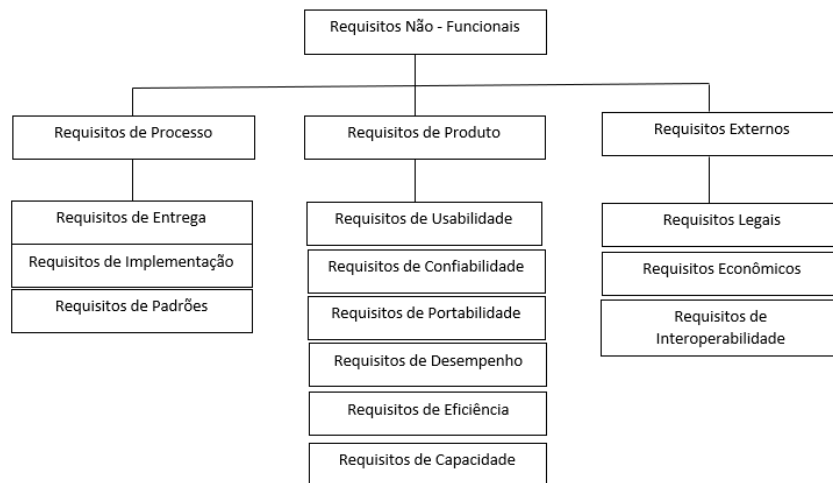 Requisitos Não - Funcionais
Requisitos de Processo
Requisitos de Produto
Requisitos Externos
Requisitos de Entrega
Requisitos de Implementação
Requisitos de Padrões
Requisitos de Usabilidade
Requisitos de Confiabilidade
Requisitos de Portabilidade
Requisitos de Desempenho
Requisitos de Eficiência
Requisitos de Capacidade
Requisitos Legais
Requisitos Econômicos
Requisitos de
Interoperabilidade